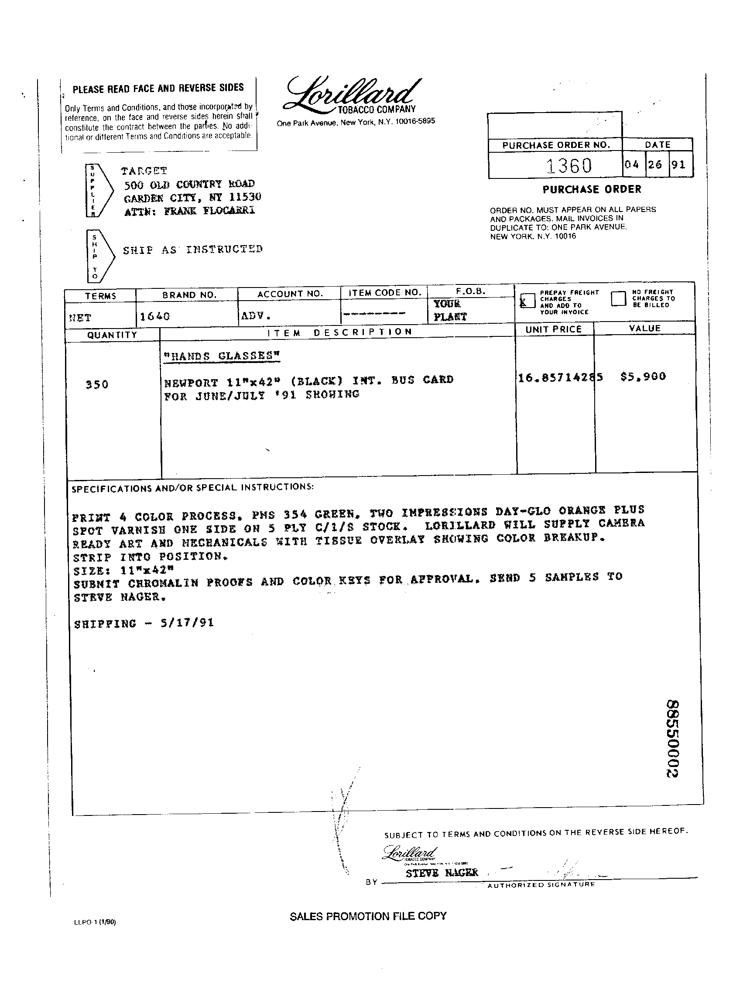 PLEASE READ FACE AND REVERSE SIDES
Only Terms and Conditions, and those incorporated by
reference, on the face and reverse sides herein shall
constitute the contract between the parties. No addi-
tional or different Terms and Conditions are acceptable.
Lorillard
TOBACCO COMPANY
One Park Avenue, New York, N.Y. 10016-5895
PURCHASE ORDER NO.
DATE
1360
04 26 91
PURCHASE ORDER
ORDER NO. MUST APPEAR ON ALL PAPERS
AND PACKAGES. MAIL INVOICES IN
DUPLICATE TO: ONE PARK AVENUE,
NEW YORK, N.Y. 10016
SUPPLIER
TARGET
500 OLD COUNTRY ROAD
GARDEN CITY, NY 11530
ATTN: FRANK FLOCARRI
SHIP TO
SHIP AS INSTRUCTED
TERMS
BRAND NO.
ACCOUNT NO.
ITEM CODE NO.
F.O.B.
X
PREPAY FREIGHT
CHARGES
AND ADD TO
YOUR INVOICE
NO FREIGHT
CHARGES TO
BE BILLED
NET
1640
ADV.
--------
YOUR
PLANT
QUANTITY
ITEM DESCRIPTION
UNIT PRICE
VALUE
"HANDS GLASSES"
350
NEWPORT 11"x42" (BLACK) INT. BUS CARD
FOR JUNE/JULY '91 SHOWING
16.85714285
$5,900
SPECIFICATIONS AND/OR SPECIAL INSTRUCTIONS:
PRINT 4 COLOR PROCESS, PMS 354 GREEN, TWO IMPRESSIONS DAY-GLO ORANGE PLUS
SPOT VARNISH ONE SIDE ON 5 PLY C/1/S STOCK. LORILLARD WILL SUPPLY CAMERA
READY ART AND MECHANICALS WITH TISSUE OVERLAY SHOWING COLOR BREAKUP.
STRIP INTO POSITION.
SIZE: 11"x42"
SUBMIT CHROMALIN PROOFS AND COLOR KEYS FOR APPROVAL. SEND 5 SAMPLES TO
STEVE NAGER.
SHIPPING - 5/17/91
88550002
SUBJECT TO TERMS AND CONDITIONS ON THE REVERSE SIDE HEREOF.
Lorillard
STEVE NAGER
BY
AUTHORIZED SIGNATURE
LLPO-1 (1/90)
SALES PROMOTION FILE COPY